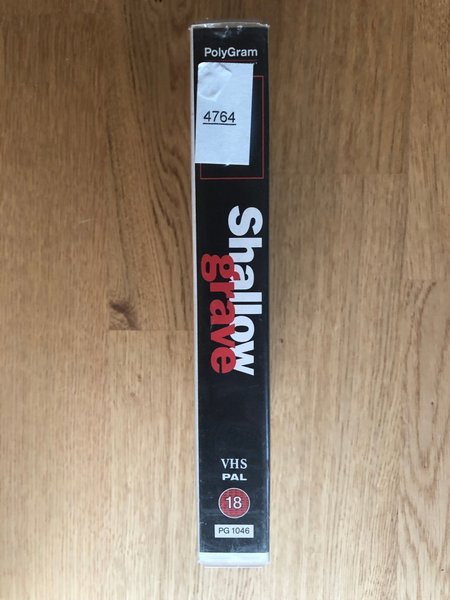 PolyGram
4764
Shallow
grave
VHS
PAL
18
PG 1046